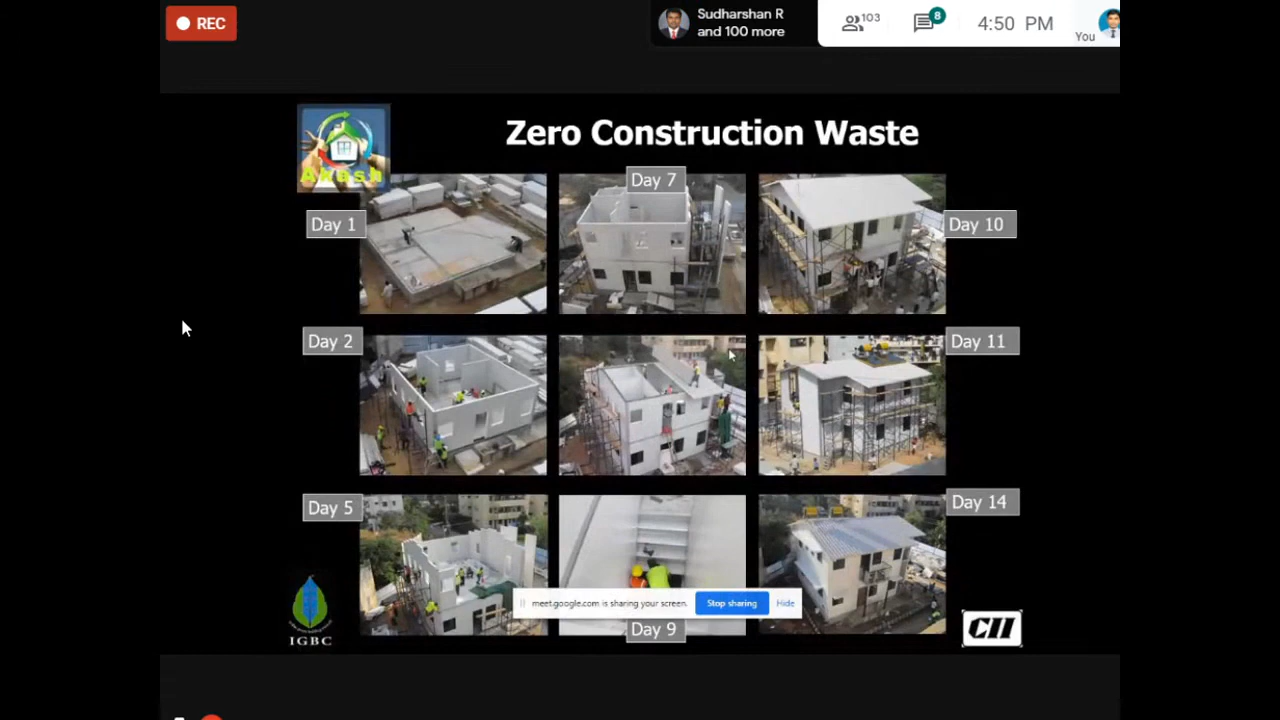 REC
Sudharshan R
and 100 more
103
8
4:50 PM
You
Akash
Zero Construction Waste
Day 1
Day 7
Day 10
Day 2
Day 11
Day 5
Day 14
meet.google.com is sharing your screen.
Stop sharing
Hide
Day 9
IGBC
CII